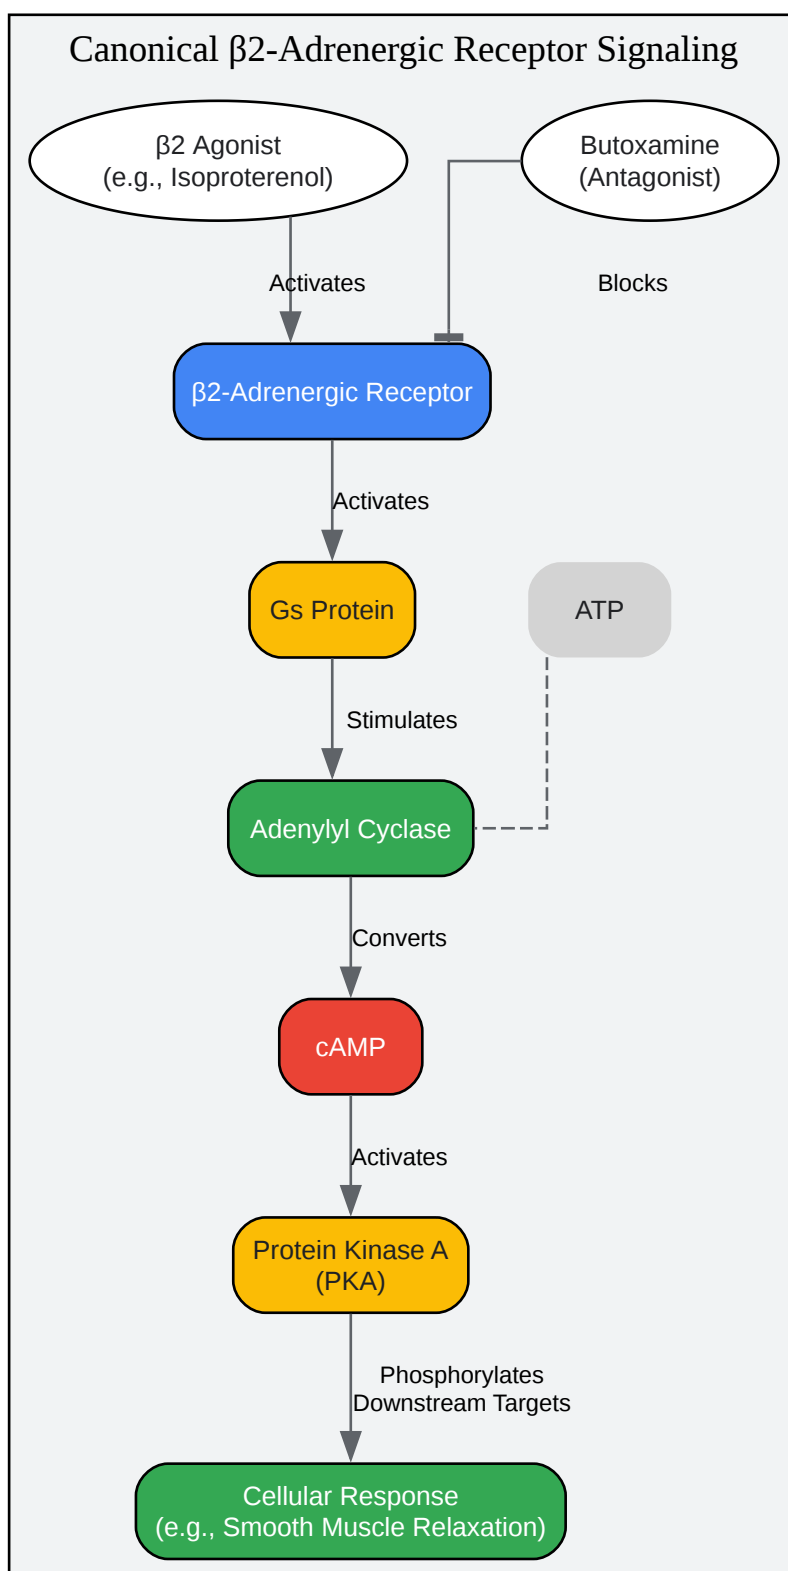 Canonical β2-Adrenergic Receptor Signaling
β2 Agonist
(e.g., Isoproterenol)
Butoxamine
(Antagonist)
Activates
Blocks
β2-Adrenergic Receptor
Activates
Gs Protein
ATP
Stimulates
Adenylyl Cyclase
Converts
cAMP
Activates
Protein Kinase A
(PKA)
Phosphorylates
Downstream Targets
Cellular Response
(e.g., Smooth Muscle Relaxation)